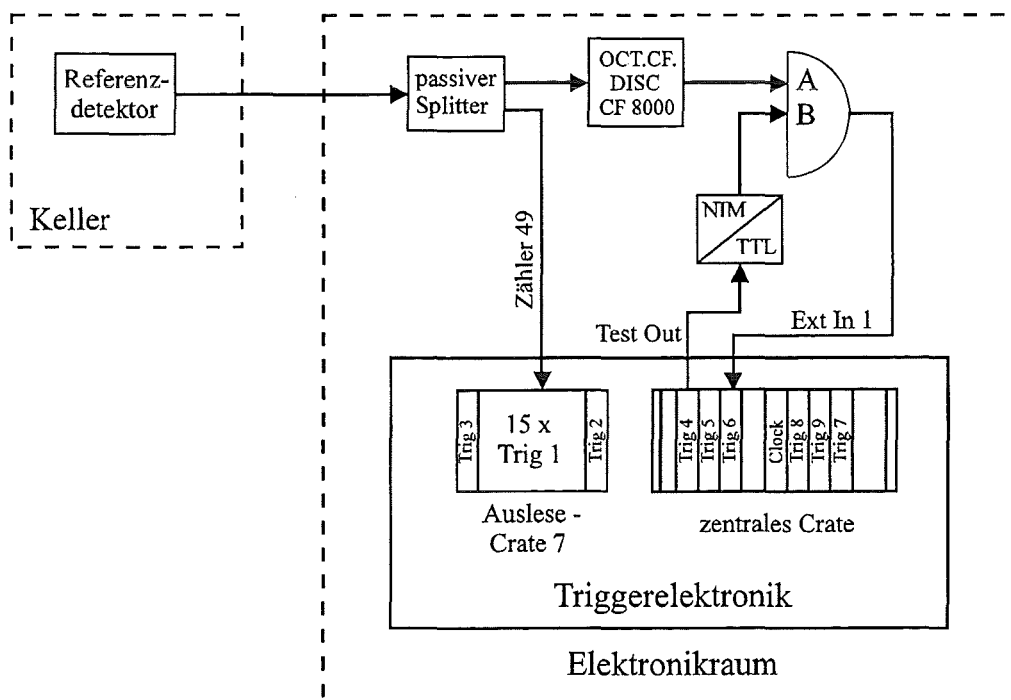 Referenz-
detektor
Keller
passiver
Splitter
OCT.CF.
DISC
CF 8000
A
B
NIM
TTL
Zähler 49
Test Out
Ext In 1
Trig 3
15 x
Trig 1
Trig 2
Trig 4
Trig 5
Trig 6
Clock
Trig 8
Trig 9
Trig 7
Auslese -
Crate 7
zentrales Crate
Triggerelektronik
Elektronikraum